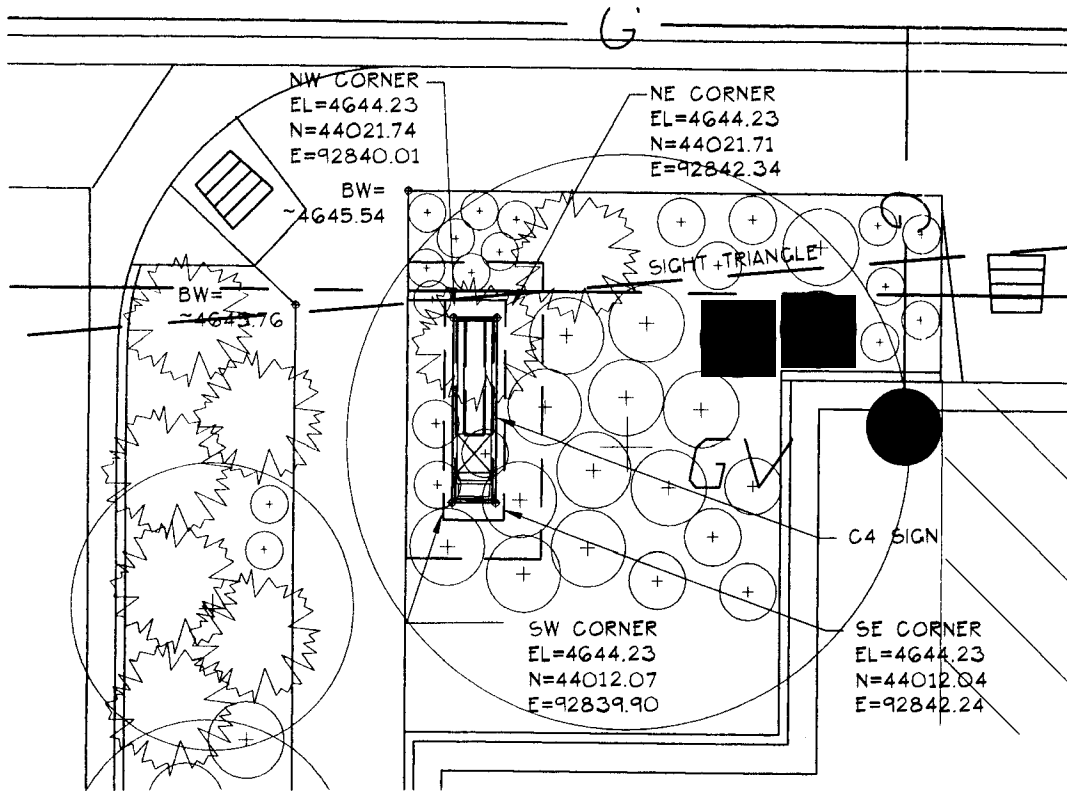 G
NW CORNER
EL=4644.23
N=44021.74
E=92840.01
NE CORNER
EL=4644.23
N=44021.71
E=92842.34
BW=
~4645.54
SIGHT TRIANGLE
BW=
~4645.76
GV
C4 SIGN
SW CORNER
EL=4644.23
N=44012.07
E=92839.90
SE CORNER
EL=4644.23
N=44012.04
E=92842.24